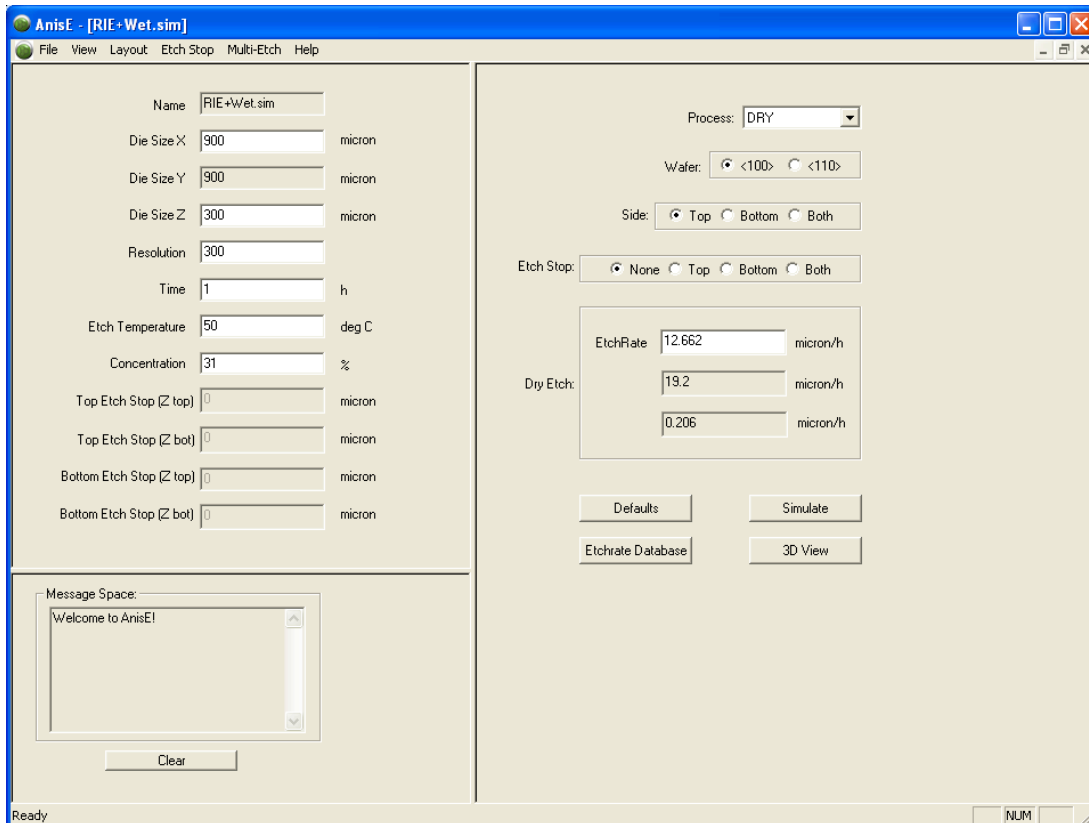 AnisE - [RIE+Wet.sim]
File View Layout Etch Stop Multi-Etch Help
Name RIE+Wet.sim
Die Size X 900 micron
Die Size Y 900 micron
Die Size Z 300 micron
Resolution 300
Time 1 h
Etch Temperature 50 deg C
Concentration 31 %
Top Etch Stop (Z top) 0 micron
Top Etch Stop (Z bot) 0 micron
Bottom Etch Stop (Z top) 0 micron
Bottom Etch Stop (Z bot) 0 micron
Process: DRY
Wafer: <100> <110>
Side: Top Bottom Both
Etch Stop: None Top Bottom Both
EtchRate 12.662 micron/h
Dry Etch: 19.2 micron/h
0.206 micron/h
Defaults Simulate
Etchrate Database 3D View
Message Space:
Welcome to AnisE!
Clear
Ready NUM